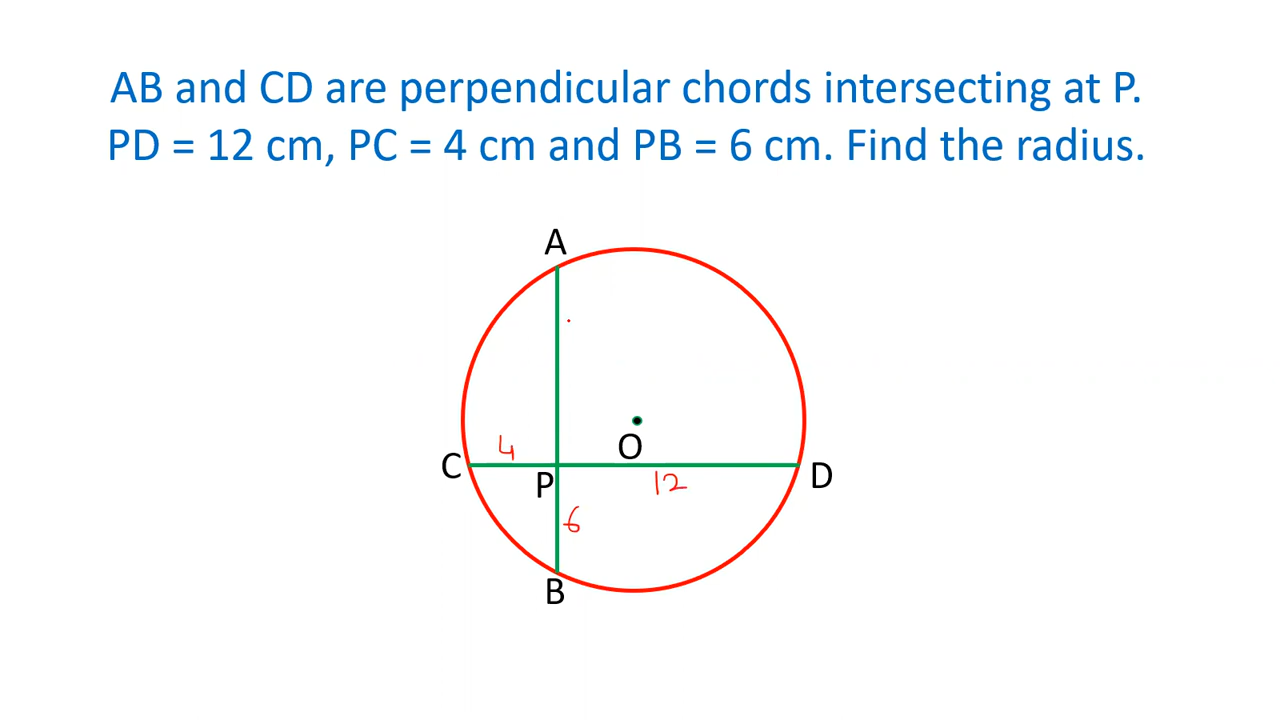 AB and CD are perpendicular chords intersecting at P.
PD = 12 cm, PC = 4 cm and PB = 6 cm. Find the radius.
A
O
4
C
P
12
D
6
B